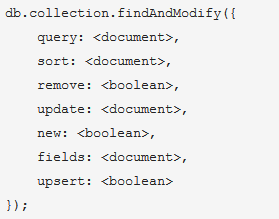 db.collection.findAndModify({
    query: <document>,
    sort: <document>,
    remove: <boolean>,
    update: <document>,
    new: <boolean>,
    fields: <document>,
    upsert: <boolean>
});